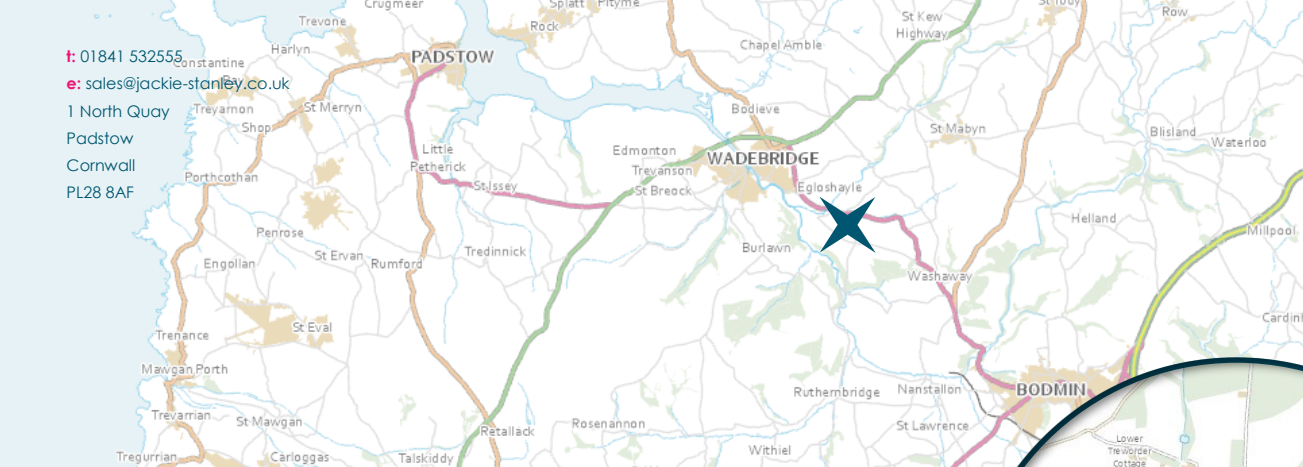 t: 01841 532555
e: sales@jackie-stanley.co.uk
1 North Quay
Padstow
Cornwall
PL28 8AF
Crugmeer
Splatt
Pityme
Trevone
Rock
St Kew
Highway
Row
Harlyn
PADSTOW
Chapel Amble
Constantine
Bay
Treyarnon
St Merryn
Bodieve
Shop
St Mabyn
Blisland
Waterloo
Little
Petherick
Edmonton
WADEBRIDGE
Trevanson
Porthcothan
St Issey
St Breock
Egloshayle
Helland
Penrose
Millpool
St Ervan
Rumford
Tredinnick
Burlawn
Engollan
Washaway
St Eval
Trenance
Mawgan Porth
Ruthernbridge
Nanstallon
BODMIN
Trevarrian
St Mawgan
Retallack
Rosenannon
St Lawrence
Withiel
Tregurrian
Carloggas
Talskiddy
Lower
Treworder
Cottage